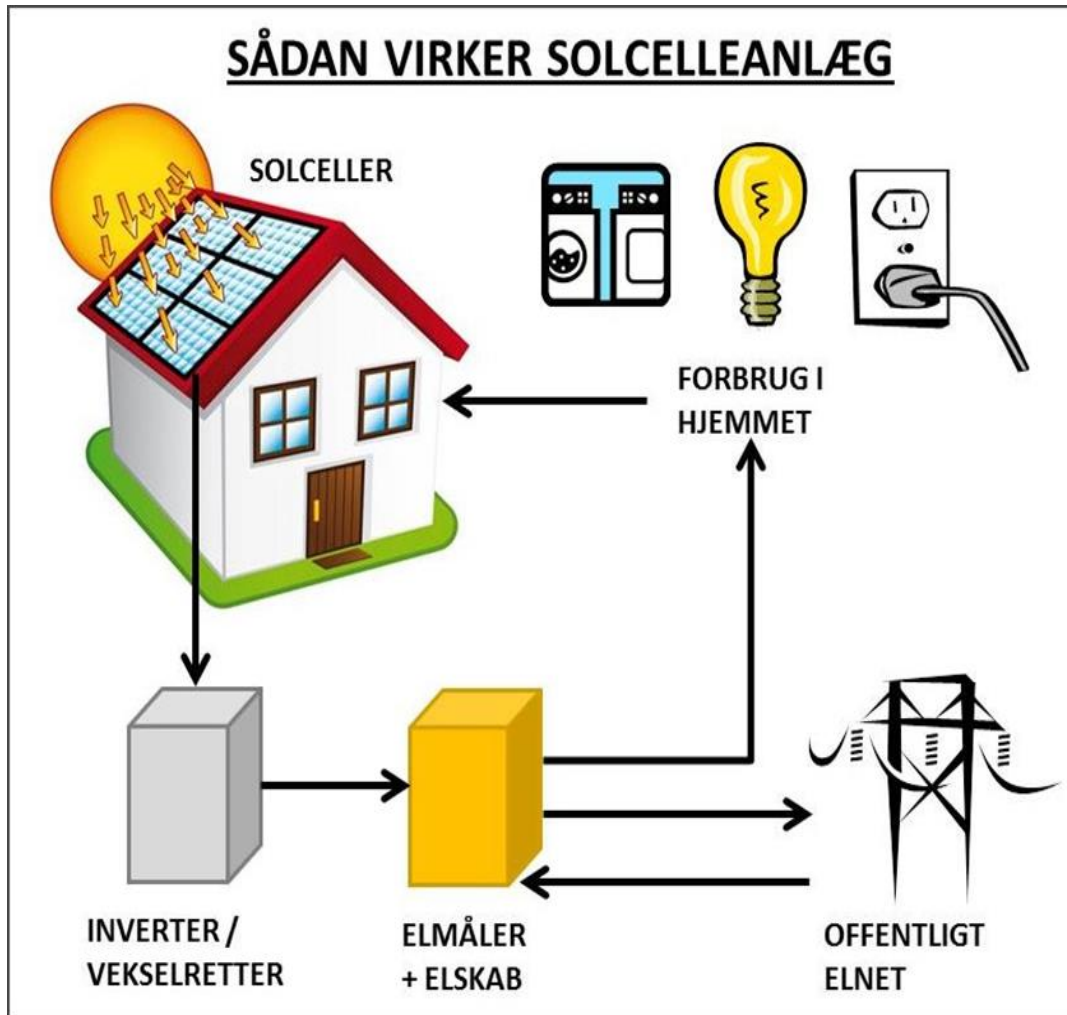 SÅDAN VIRKER SOLCELLEANLÆG
SOLCELLER
FORBRUG I
HJEMMET
INVERTER /
VEKSELRETTER
ELMÅLER
+ ELSKAB
OFFENTLIGT
ELNET